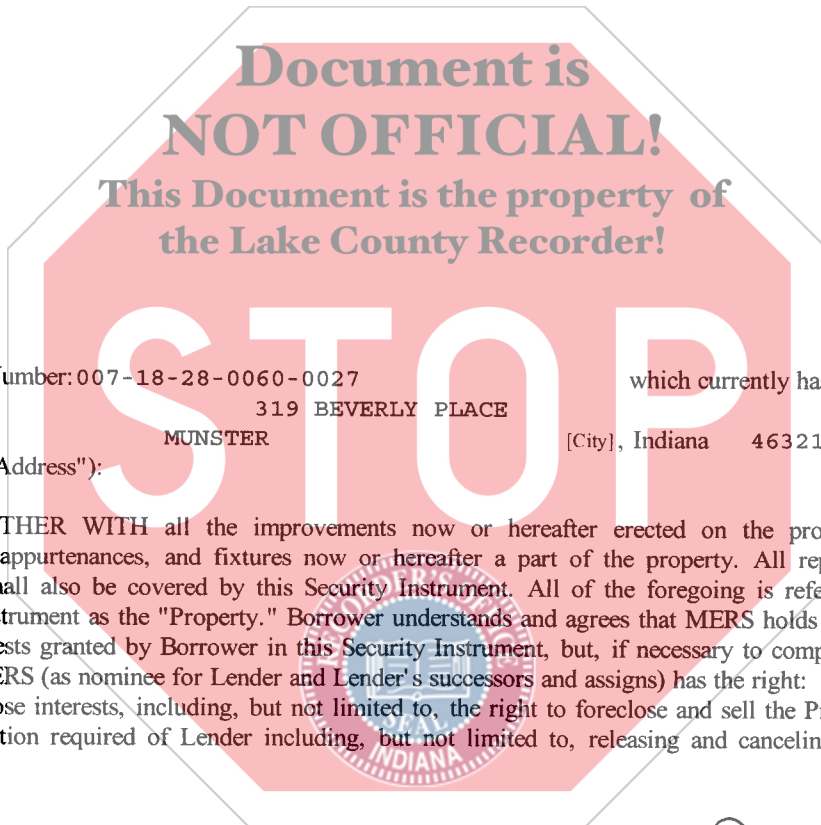 Document is
NOT OFFICIAL!
This Document is the property of
the Lake County Recorder!
STOP
umber: 007-18-28-0060-0027 which currently ha
319 BEVERLY PLACE
MUNSTER [City], Indiana 46321
Address"):
THER WITH all the improvements now or hereafter erected on the pro
appurtenances, and fixtures now or hereafter a part of the property. All rep
all also be covered by this Security Instrument. All of the foregoing is refe
trument as the "Property." Borrower understands and agrees that MERS holds
ests granted by Borrower in this Security Instrument, but, if necessary to comp
ERS (as nominee for Lender and Lender's successors and assigns) has the right:
ose interests, including, but not limited to, the right to foreclose and sell the P
tion required of Lender including, but not limited to, releasing and cancelin
RECORDER'S OFFICE
SEAL
INDIANA